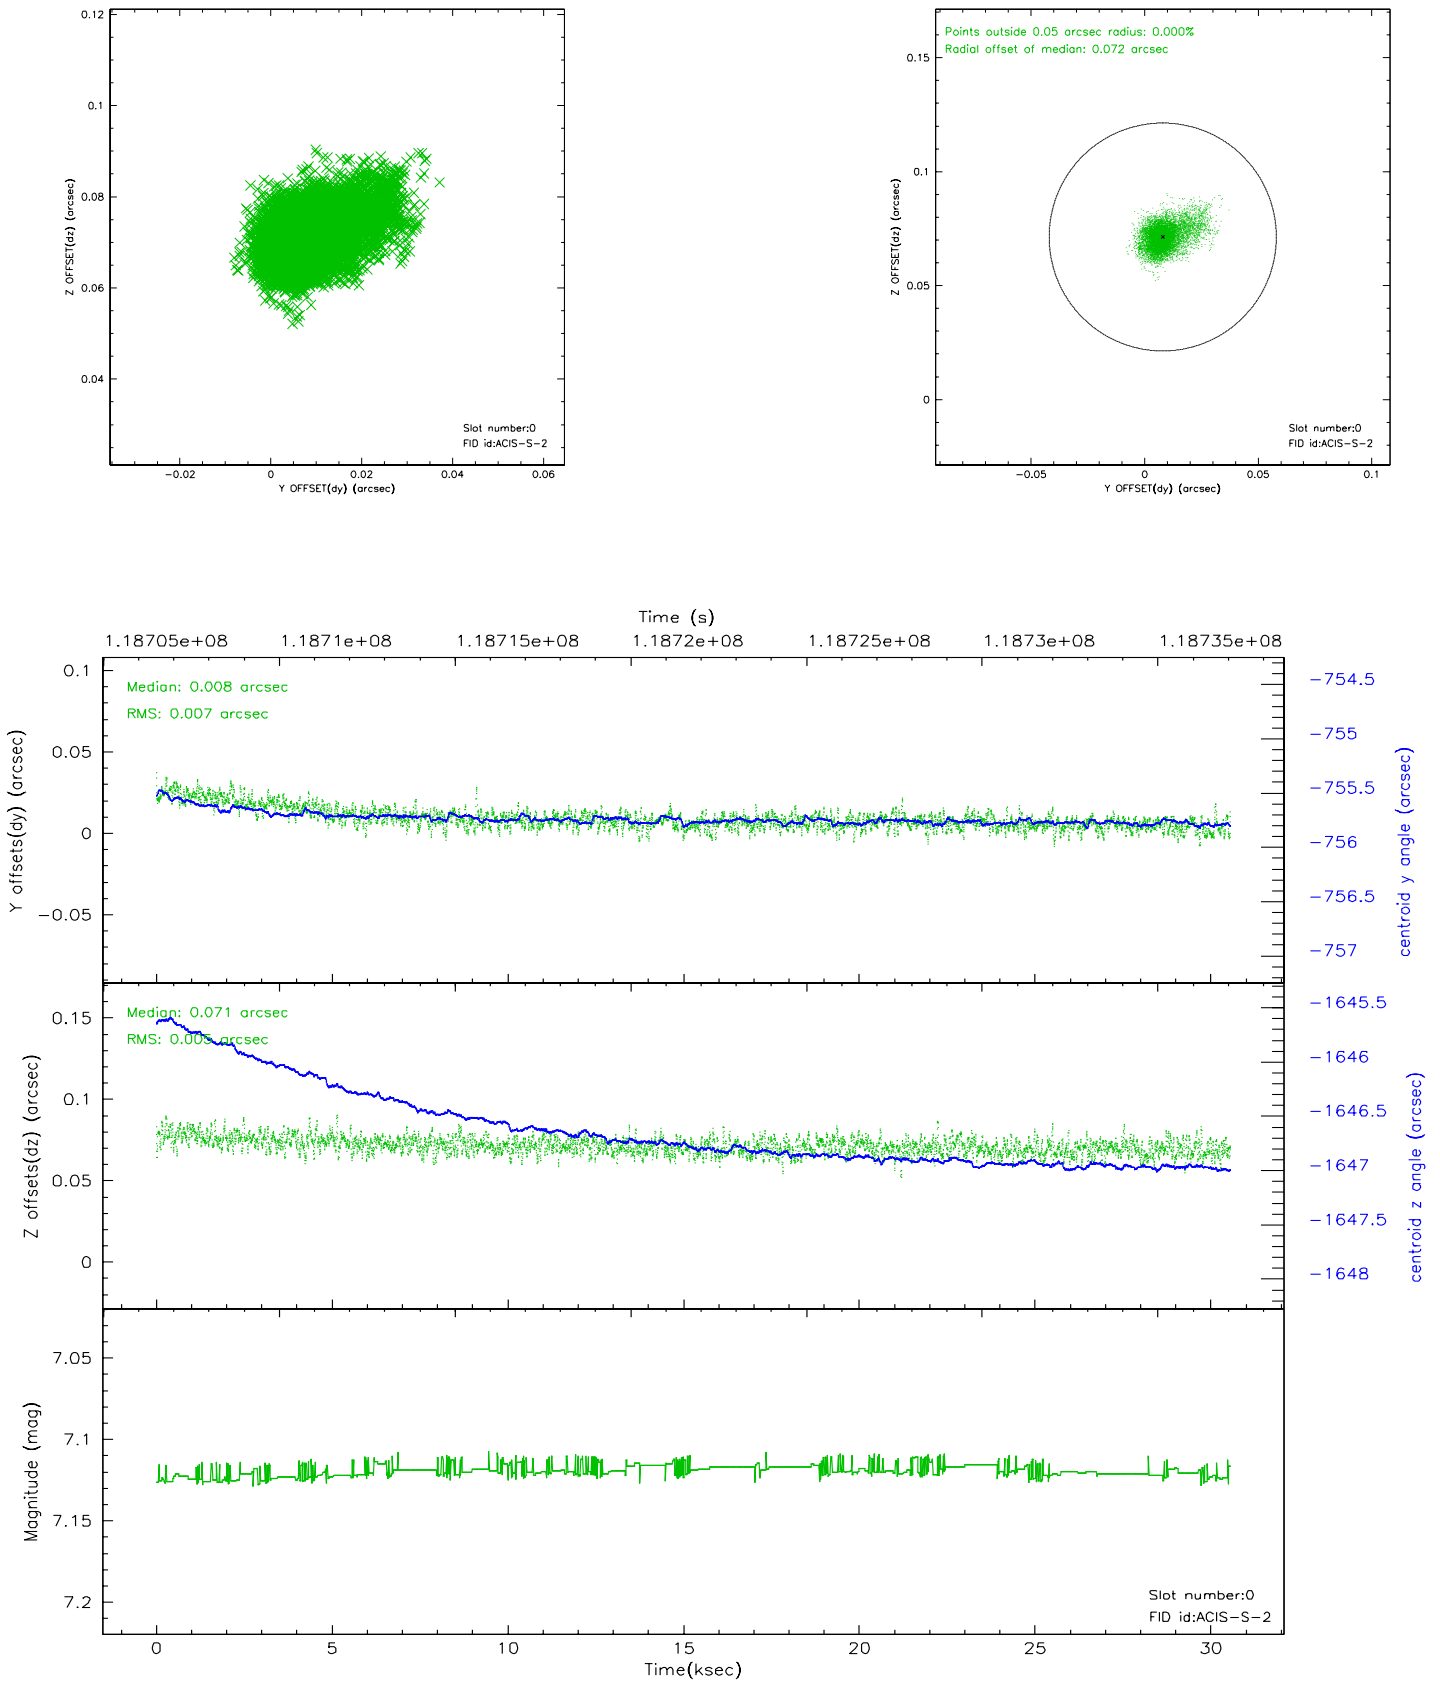 0.12
0.1
0.08
0.06
0.04
Z OFFSET(dz) (arcsec)
Slot number:0
FID id:ACIS-S-2
-0.02 0 0.02 0.04 0.06
Y OFFSET(dy) (arcsec)
Points outside 0.05 arcsec radius: 0.000%
Radial offset of median: 0.072 arcsec
0.15
0.1
0.05
0
Z OFFSET(dz) (arcsec)
Slot number:0
FID id:ACIS-S-2
-0.05 0 0.05 0.1
Y OFFSET(dy) (arcsec)
Time (s)
1.18705e+08 1.1871e+08 1.18715e+08 1.1872e+08 1.18725e+08 1.1873e+08 1.18735e+08
Median: 0.008 arcsec
RMS: 0.007 arcsec
0.1
0.05
0
-0.05
Y offsets(dy) (arcsec)
-754.5
-755
-755.5
-756
-756.5
-757
centroid y angle (arcsec)
Median: 0.071 arcsec
RMS: 0.005 arcsec
0.15
0.1
0.05
0
Z offsets(dz) (arcsec)
-1645.5
-1646
-1646.5
-1647
-1647.5
-1648
centroid z angle (arcsec)
7.05
7.1
7.15
7.2
Magnitude (mag)
Slot number:0
FID id:ACIS-S-2
0 5 10 15 20 25 30
Time(ksec)